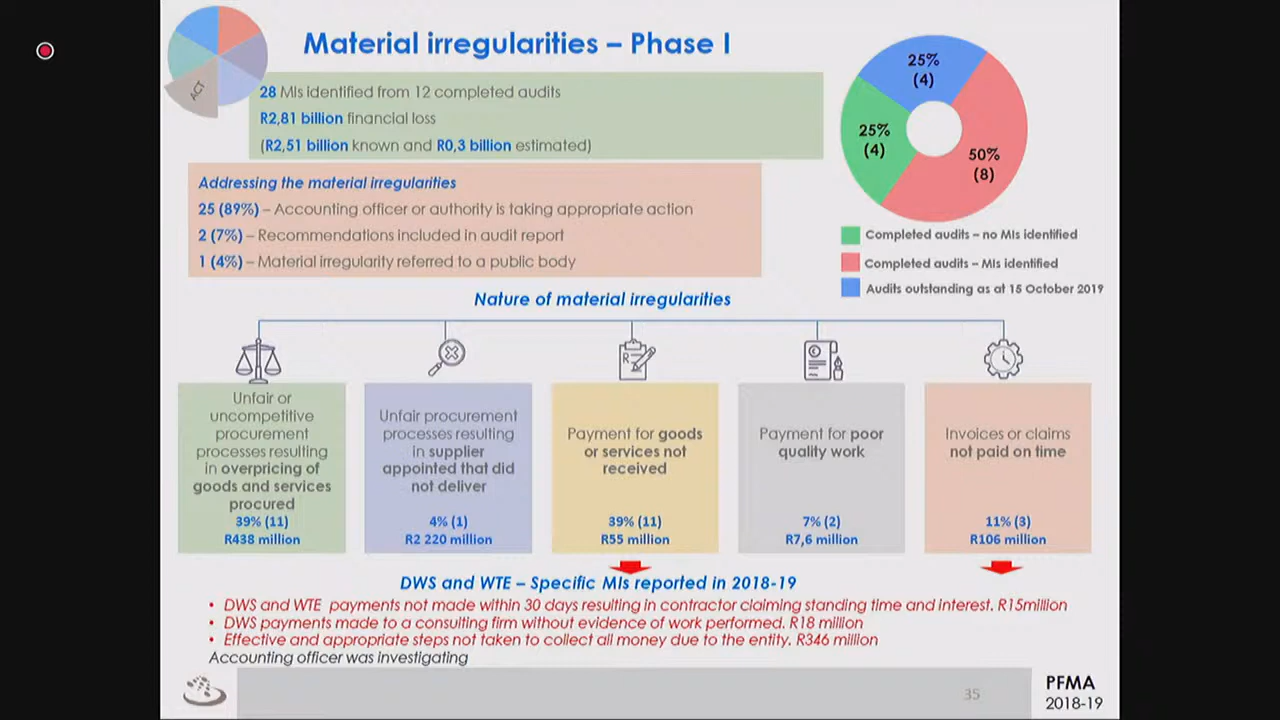 Material irregularities – Phase I
ACT
28 MIs identified from 12 completed audits
R2,81 billion financial loss
(R2,51 billion known and R0,3 billion estimated)
Addressing the material irregularities
25 (89%) – Accounting officer or authority is taking appropriate action
2 (7%) – Recommendations included in audit report
1 (4%) – Material irregularity referred to a public body
25%
(4)
25%
(4)
50%
(8)
Completed audits – no MIs identified
Completed audits – MIs identified
Audits outstanding as at 15 October 2019
Nature of material irregularities
Unfair or
uncompetitive
procurement
processes resulting
in overpricing of
goods and services
procured
39% (11)
R438 million
Unfair procurement
processes resulting
in supplier
appointed that did
not deliver
4% (1)
R2 220 million
R
Payment for goods
or services not
received
39% (11)
R55 million
Payment for poor
quality work
7% (2)
R7,6 million
Invoices or claims
not paid on time
11% (3)
R106 million
DWS and WTE – Specific MIs reported in 2018-19
• DWS and WTE payments not made within 30 days resulting in contractor claiming standing time and interest. R15million
• DWS payments made to a consulting firm without evidence of work performed. R18 million
• Effective and appropriate steps not taken to collect all money due to the entity. R346 million
Accounting officer was investigating
35
PFMA
2018-19